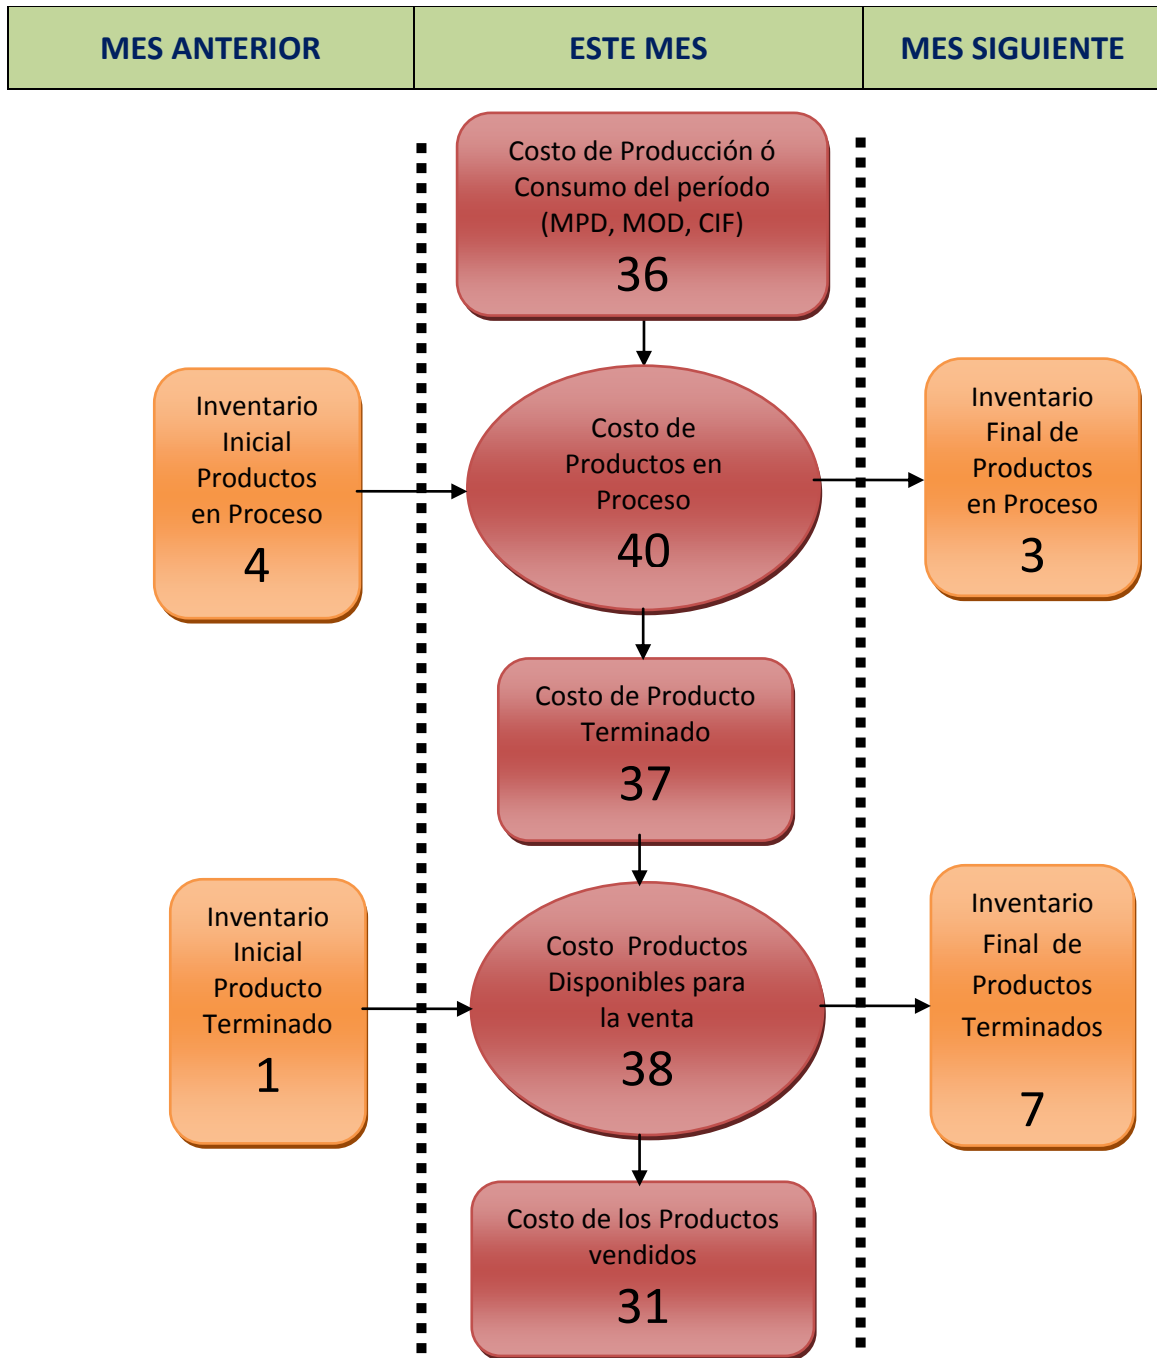 MES ANTERIOR
ESTE MES
MES SIGUIENTE
Costo de Producción ó
Consumo del período
(MPD, MOD, CIF)
36
Inventario
Inicial
Productos
en Proceso
4
Costo de
Productos en
Proceso
40
Inventario
Final de
Productos
en Proceso
3
Costo de Producto
Terminado
37
Inventario
Inicial
Producto
Terminado
1
Costo Productos
Disponibles para
la venta
38
Inventario
Final de
Productos
Terminados
7
Costo de los Productos
vendidos
31